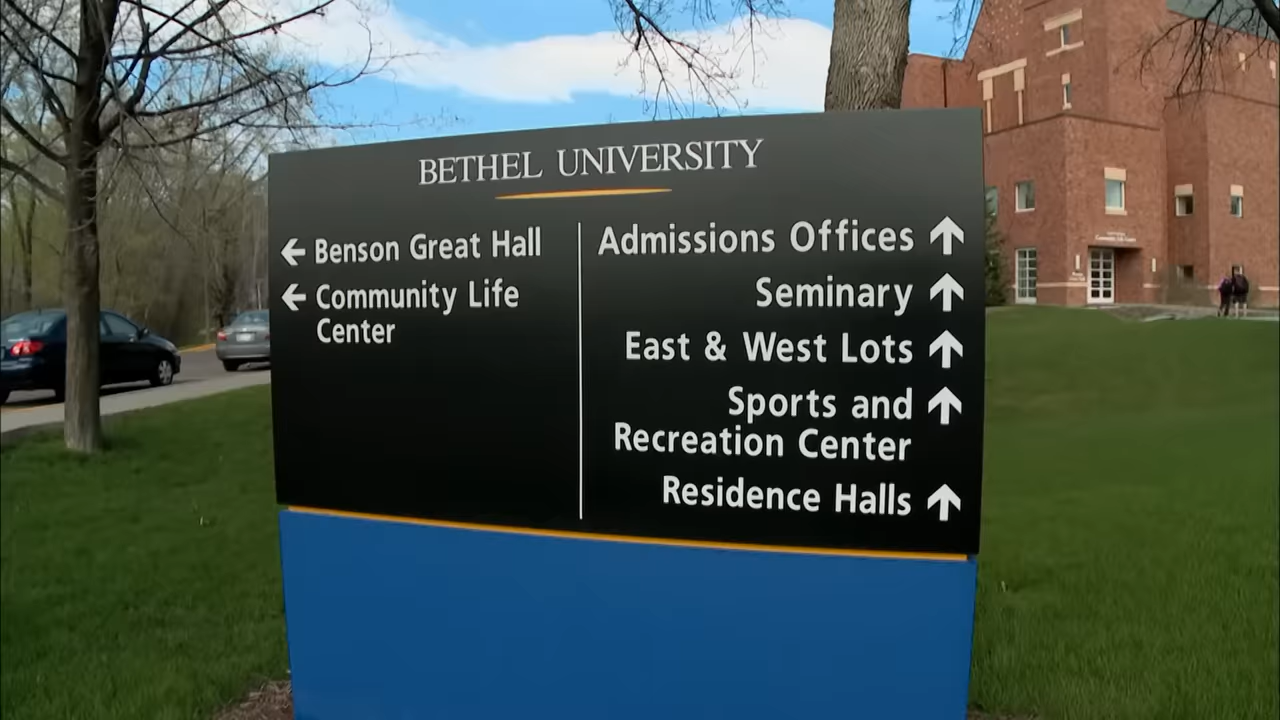 BETHEL UNIVERSITY
← Benson Great Hall
← Community Life
Center
Admissions Offices ↑
Seminary ↑
East & West Lots ↑
Sports and ↑
Recreation Center
Residence Halls ↑